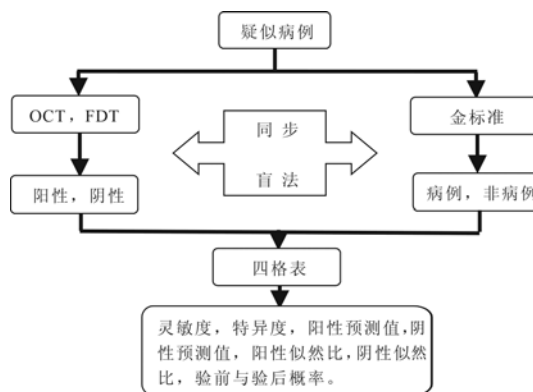 疑似病例
OCT，FDT
金标准
同 步
盲 法
阳性，阴性
病例，非病例
四格表
灵敏度，特异度，阳性预测值，阴
性预测值，阳性似然比，阴性似然
比，验前与验后概率。